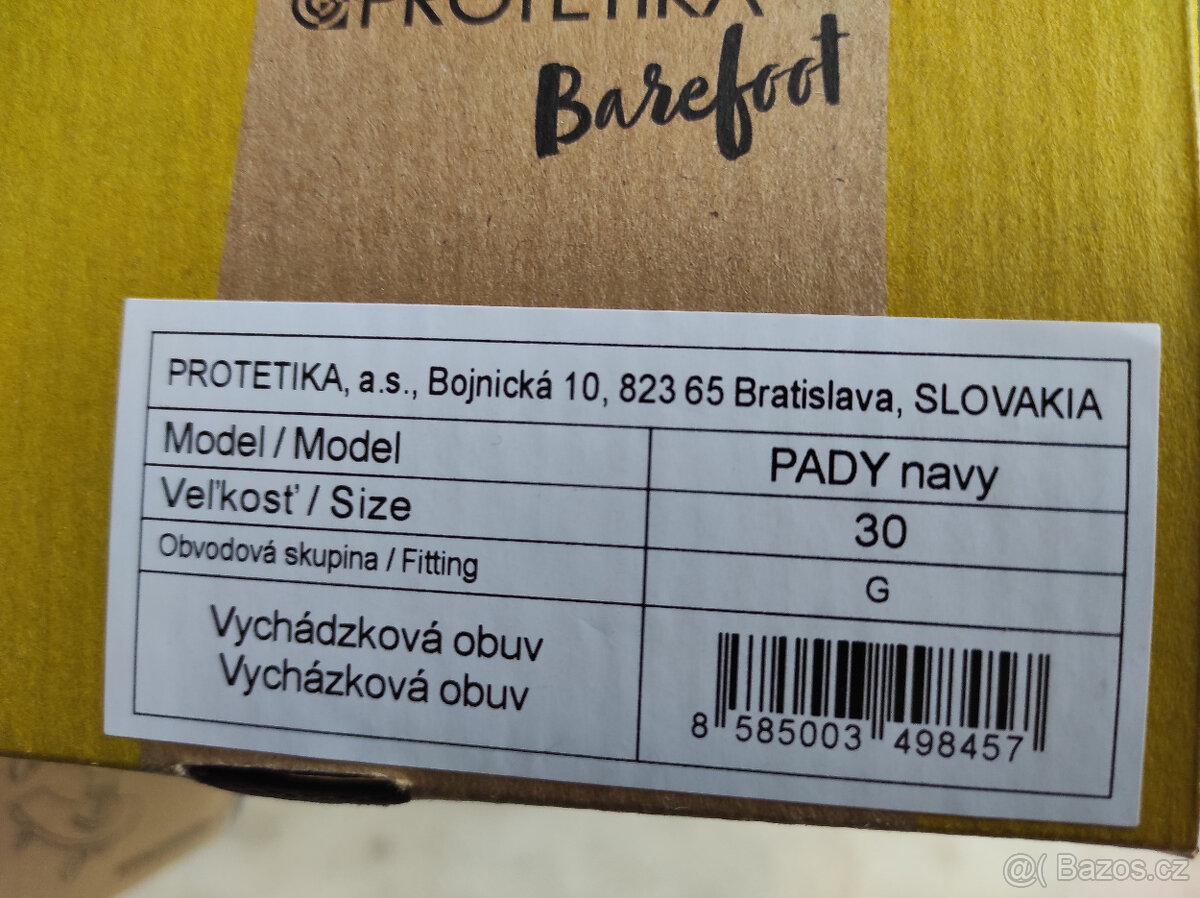 PROTETIKA
Barefoot
PROTETIKA, a.s., Bojnická 10, 823 65 Bratislava, SLOVAKIA
Model / Model PADY navy
Veľkosť / Size 30
Obvodová skupina / Fitting G
Vychádzková obuv
Vycházková obuv
8 585003 498457
@( Bazos.cz